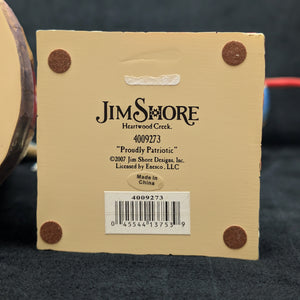 JIM SHORE
Heartwood Creek®
4009273
"Proudly Patriotic"
©2007 Jim Shore Designs, Inc.
Licensed by Enesco, LLC
Made in
China
4009273
0 45544 13753 9